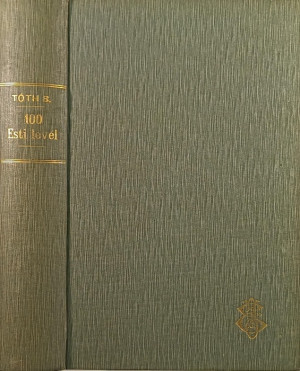 TÓTH B.
100
Esti levél